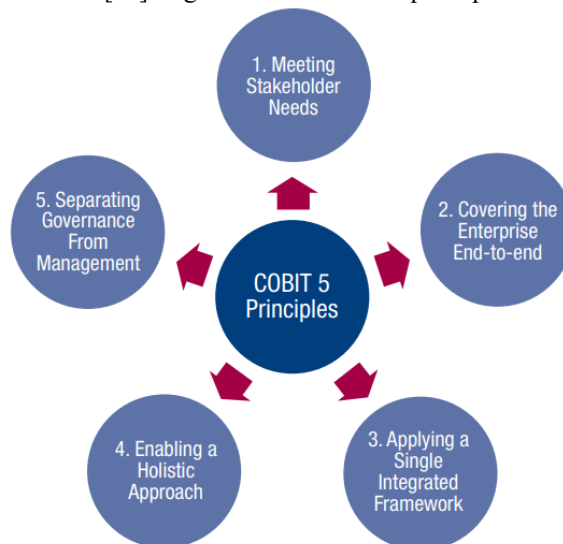 1. Meeting
Stakeholder
Needs
2. Covering the
Enterprise
End-to-end
3. Applying a
Single
Integrated
Framework
4. Enabling a
Holistic
Approach
5. Separating
Governance
From
Management
COBIT 5
Principles